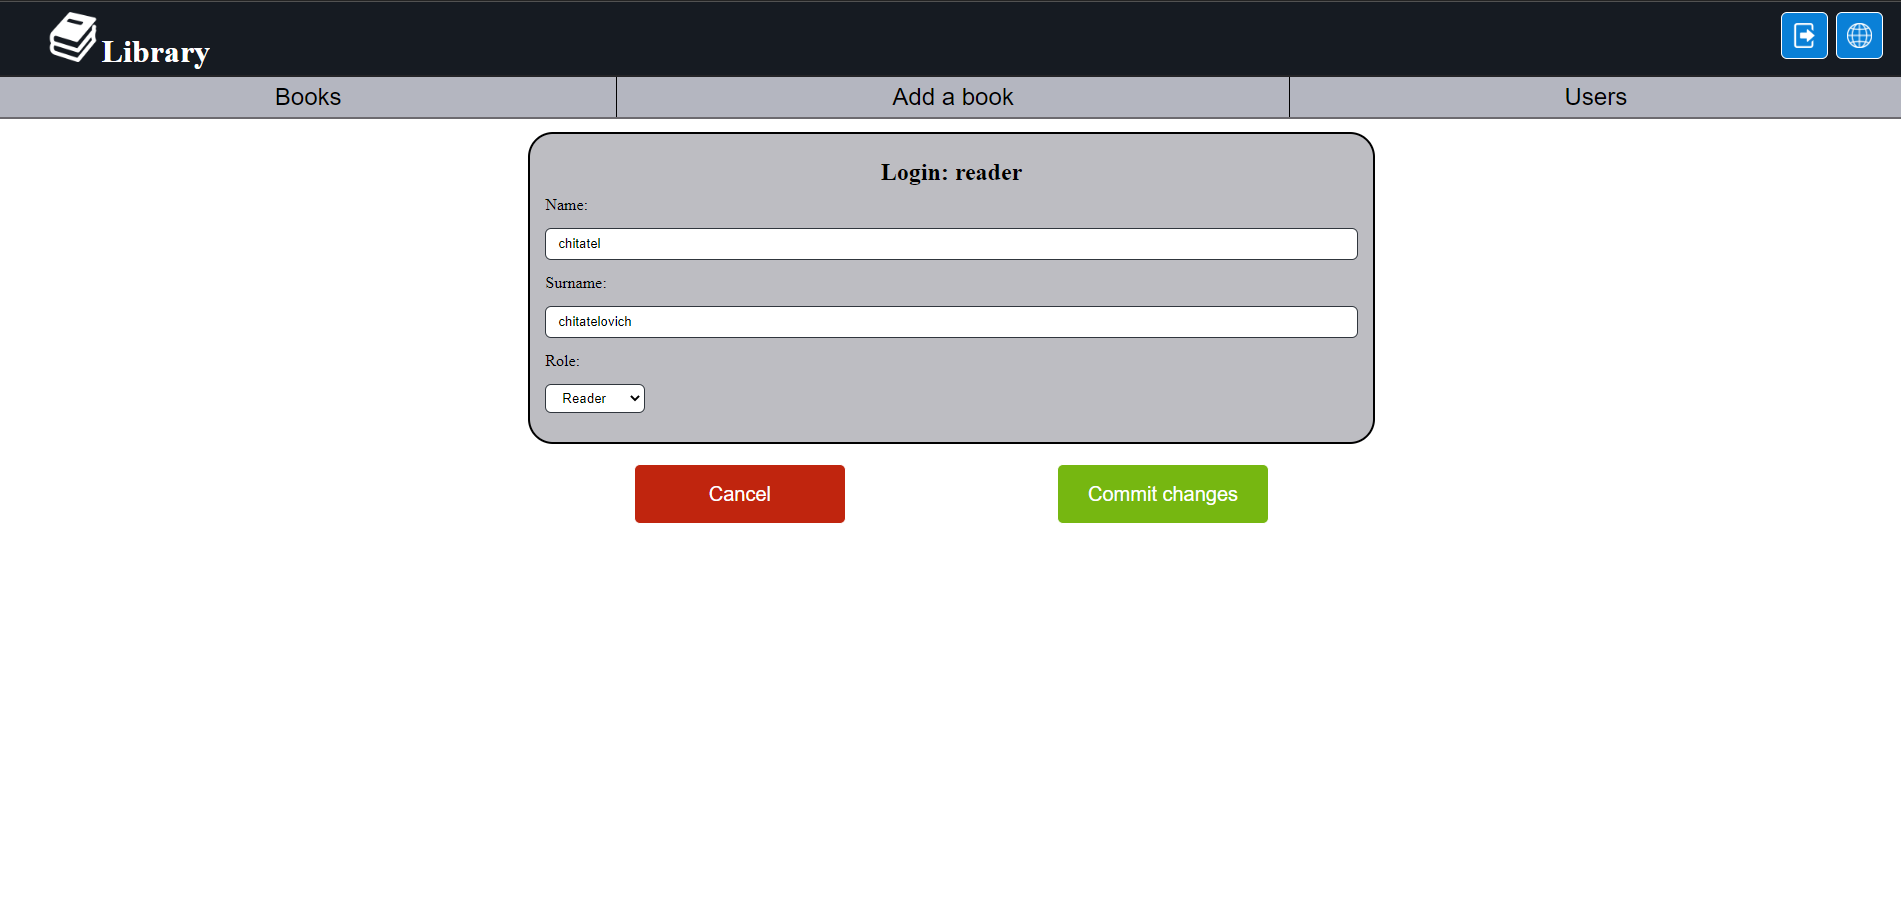 Library
Books
Add a book
Users
Login: reader
Name:
chitatel
Surname:
chitatelovich
Role:
Reader
Cancel
Commit changes